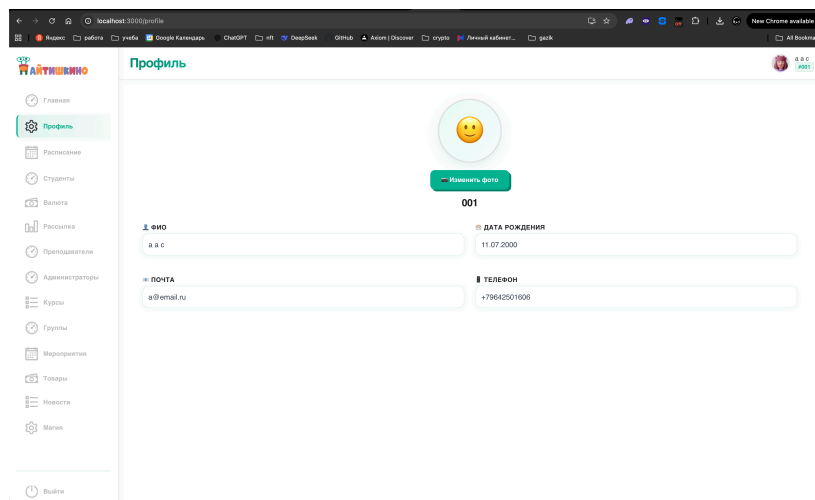 localhost:3000/profile
off
New Chrome available
Яндекс работа учеба Google Календарь ChatGPT nft DeepSeek GitHub Axiom | Discover crypto Личный кабинет... gazik All Bookma
АЙТИШКИНО
Профиль
а а с
#001
Главная
Профиль
Расписание
Студенты
Валюта
Рассылка
Преподаватели
Администраторы
Курсы
Группы
Мероприятия
Товары
Новости
Магия
Выйти
Изменить фото
001
ФИО
а а с
ДАТА РОЖДЕНИЯ
11.07.2000
ПОЧТА
a@email.ru
ТЕЛЕФОН
+79642501606